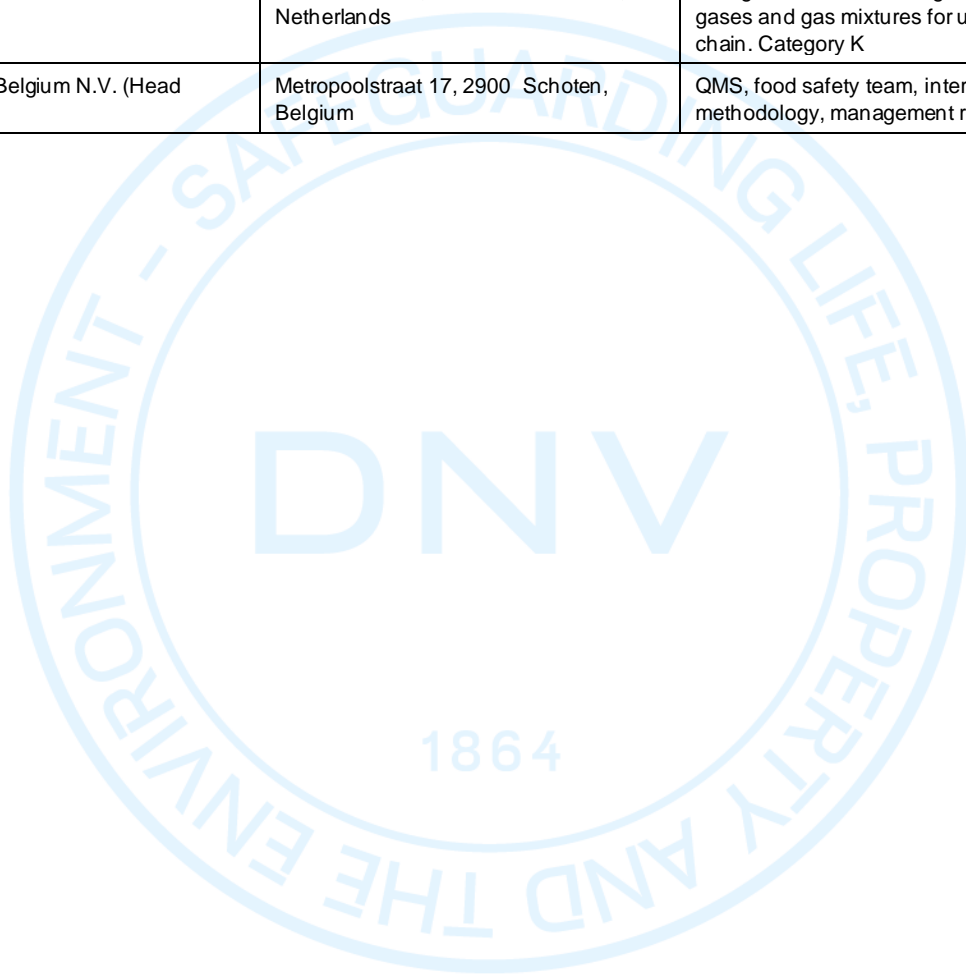 Netherlands
gases and gas mixtures for u
chain. Category K
Belgium N.V. (Head
Metropoolstraat 17, 2900 Schoten,
Belgium
QMS, food safety team, inter
methodology, management r
SAFEGUARDING LIFE, PROPERTY AND THE ENVIRONMENT -
DNV
1864